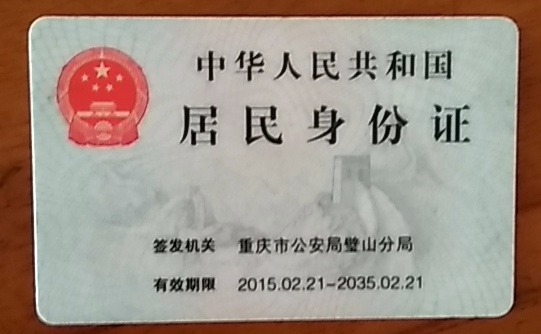 中华人民共和国
居民身份证
签发机关 重庆市公安局璧山分局
有效期限 2015.02.21-2035.02.21